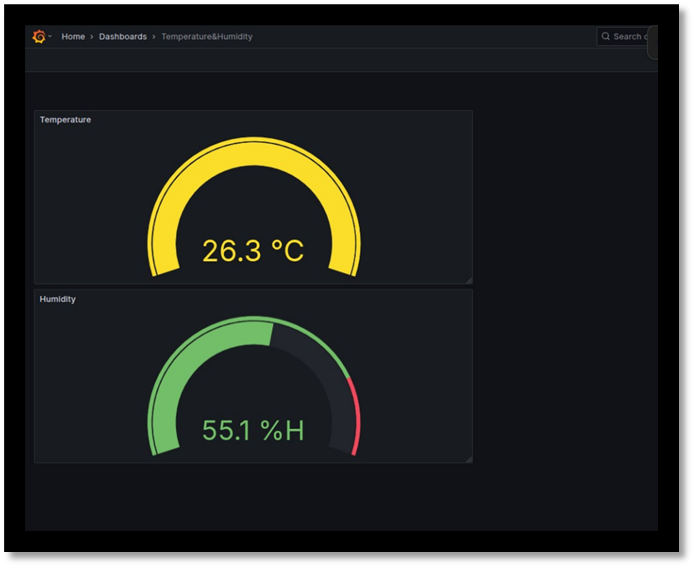 Home › Dashboards › Temperature&Humidity
Search
Temperature
26.3 °C
Humidity
55.1 %H